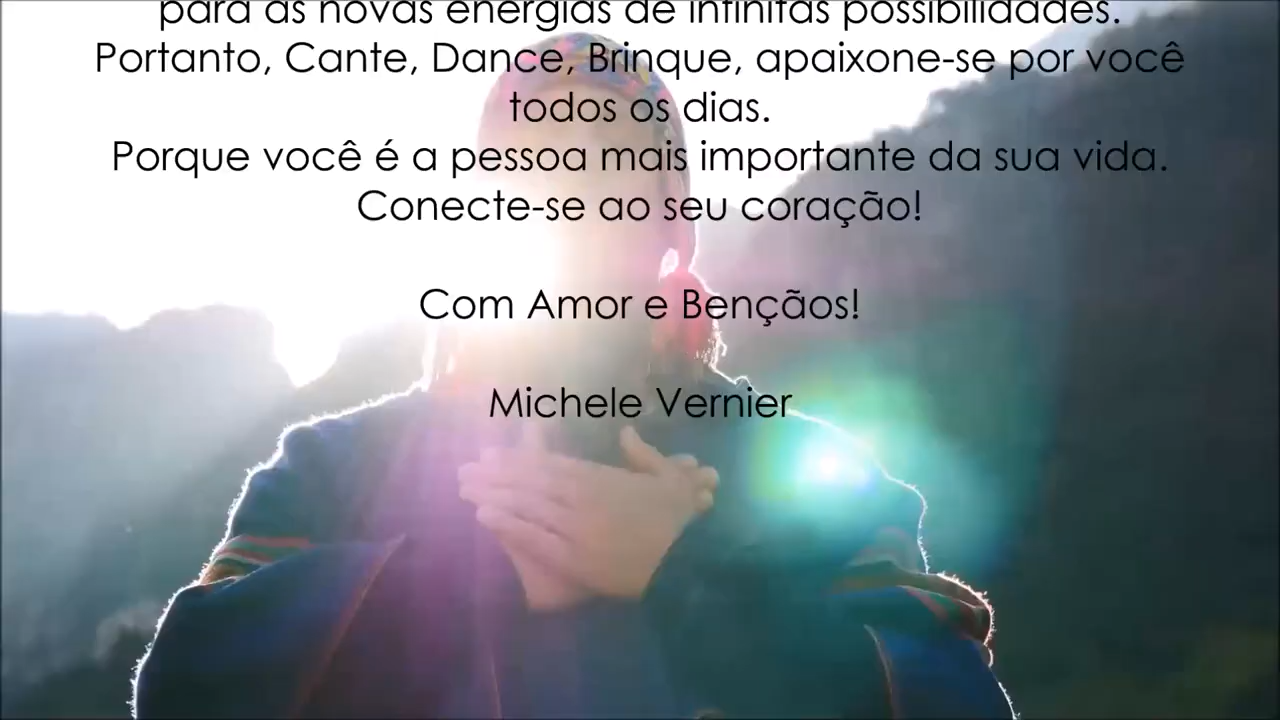 para as novas energias de infinitas possibilidades.
Portanto, Cante, Dance, Brinque, apaixone-se por você
todos os dias.
Porque você é a pessoa mais importante da sua vida.
Conecte-se ao seu coração!
Com Amor e Bençãos!
Michele Vernier